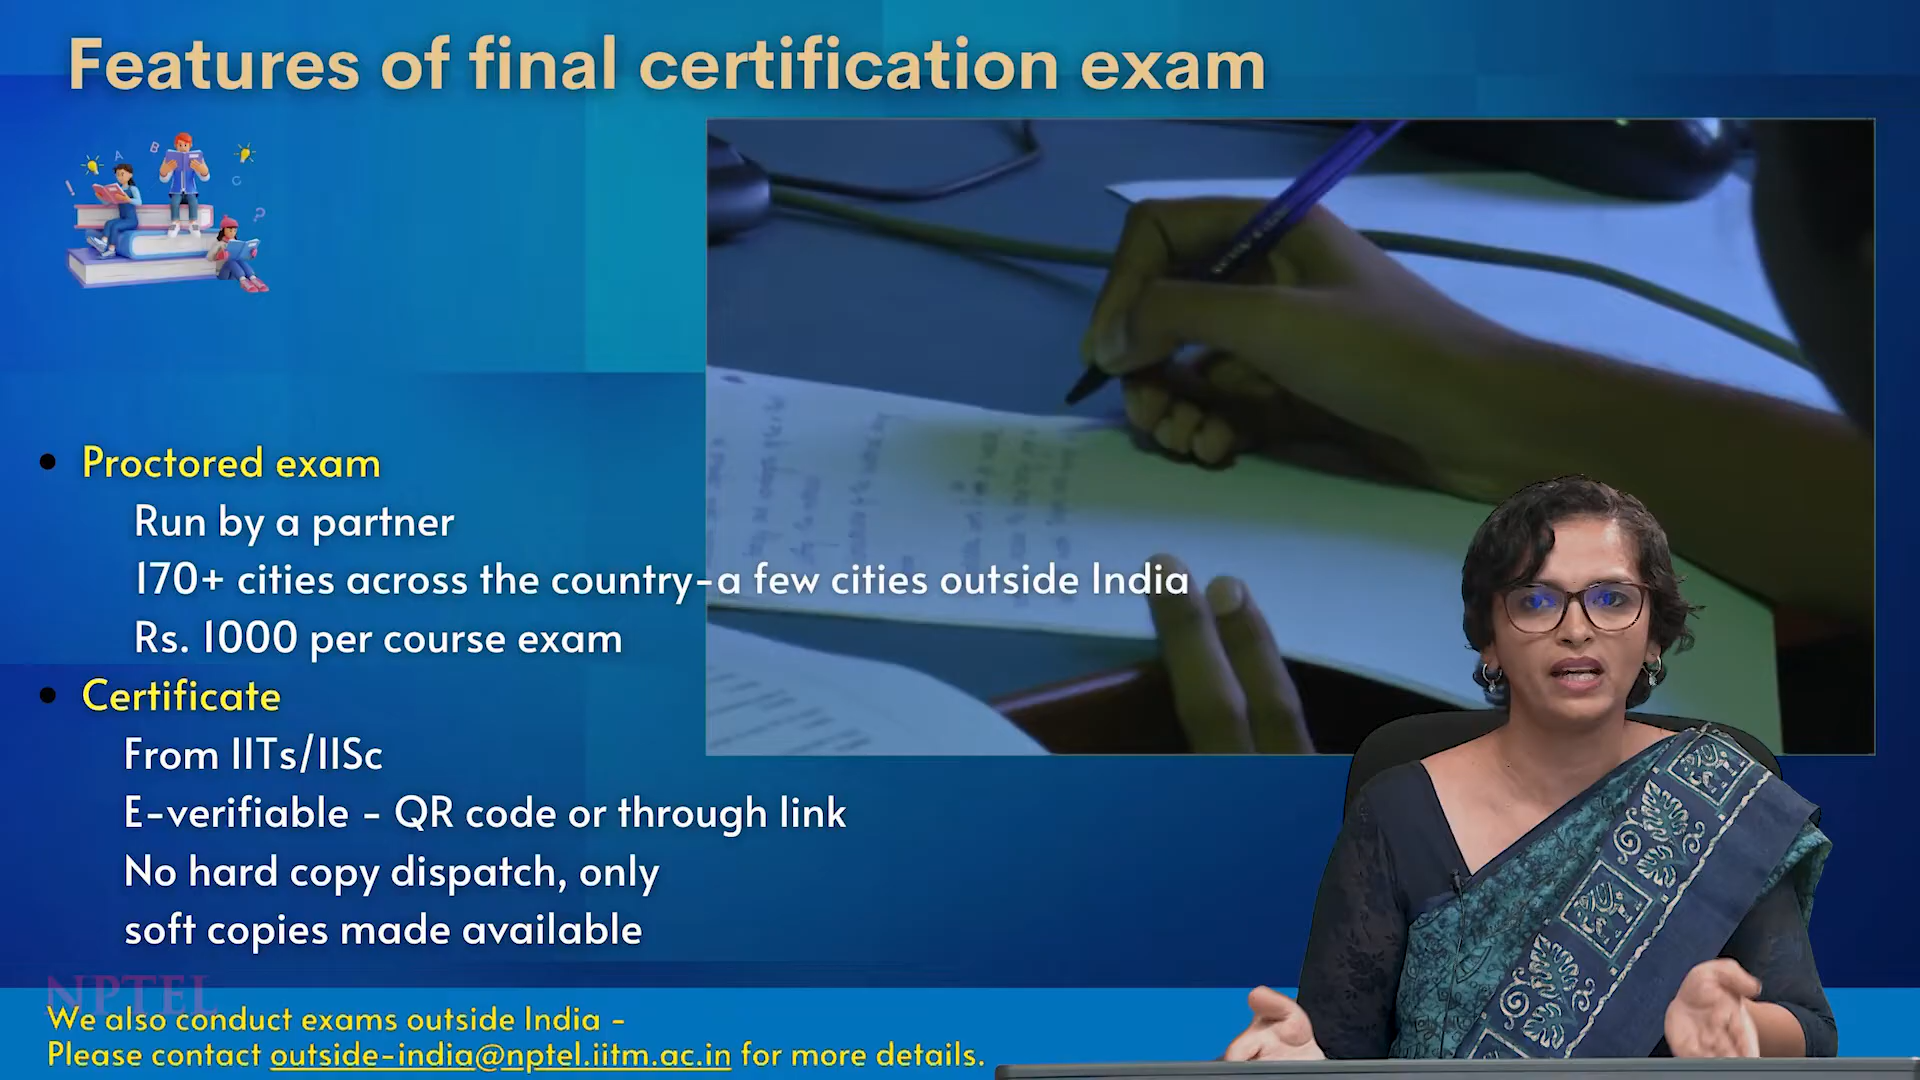 Features of final certification exam
Proctored exam
Run by a partner
170+ cities across the country-a few cities outside India
Rs. 1000 per course exam
Certificate
From IITs/IISc
E-verifiable - QR code or through link
No hard copy dispatch, only
soft copies made available
NPTEL
We also conduct exams outside India -
Please contact outside-india@nptel.iitm.ac.in for more details.